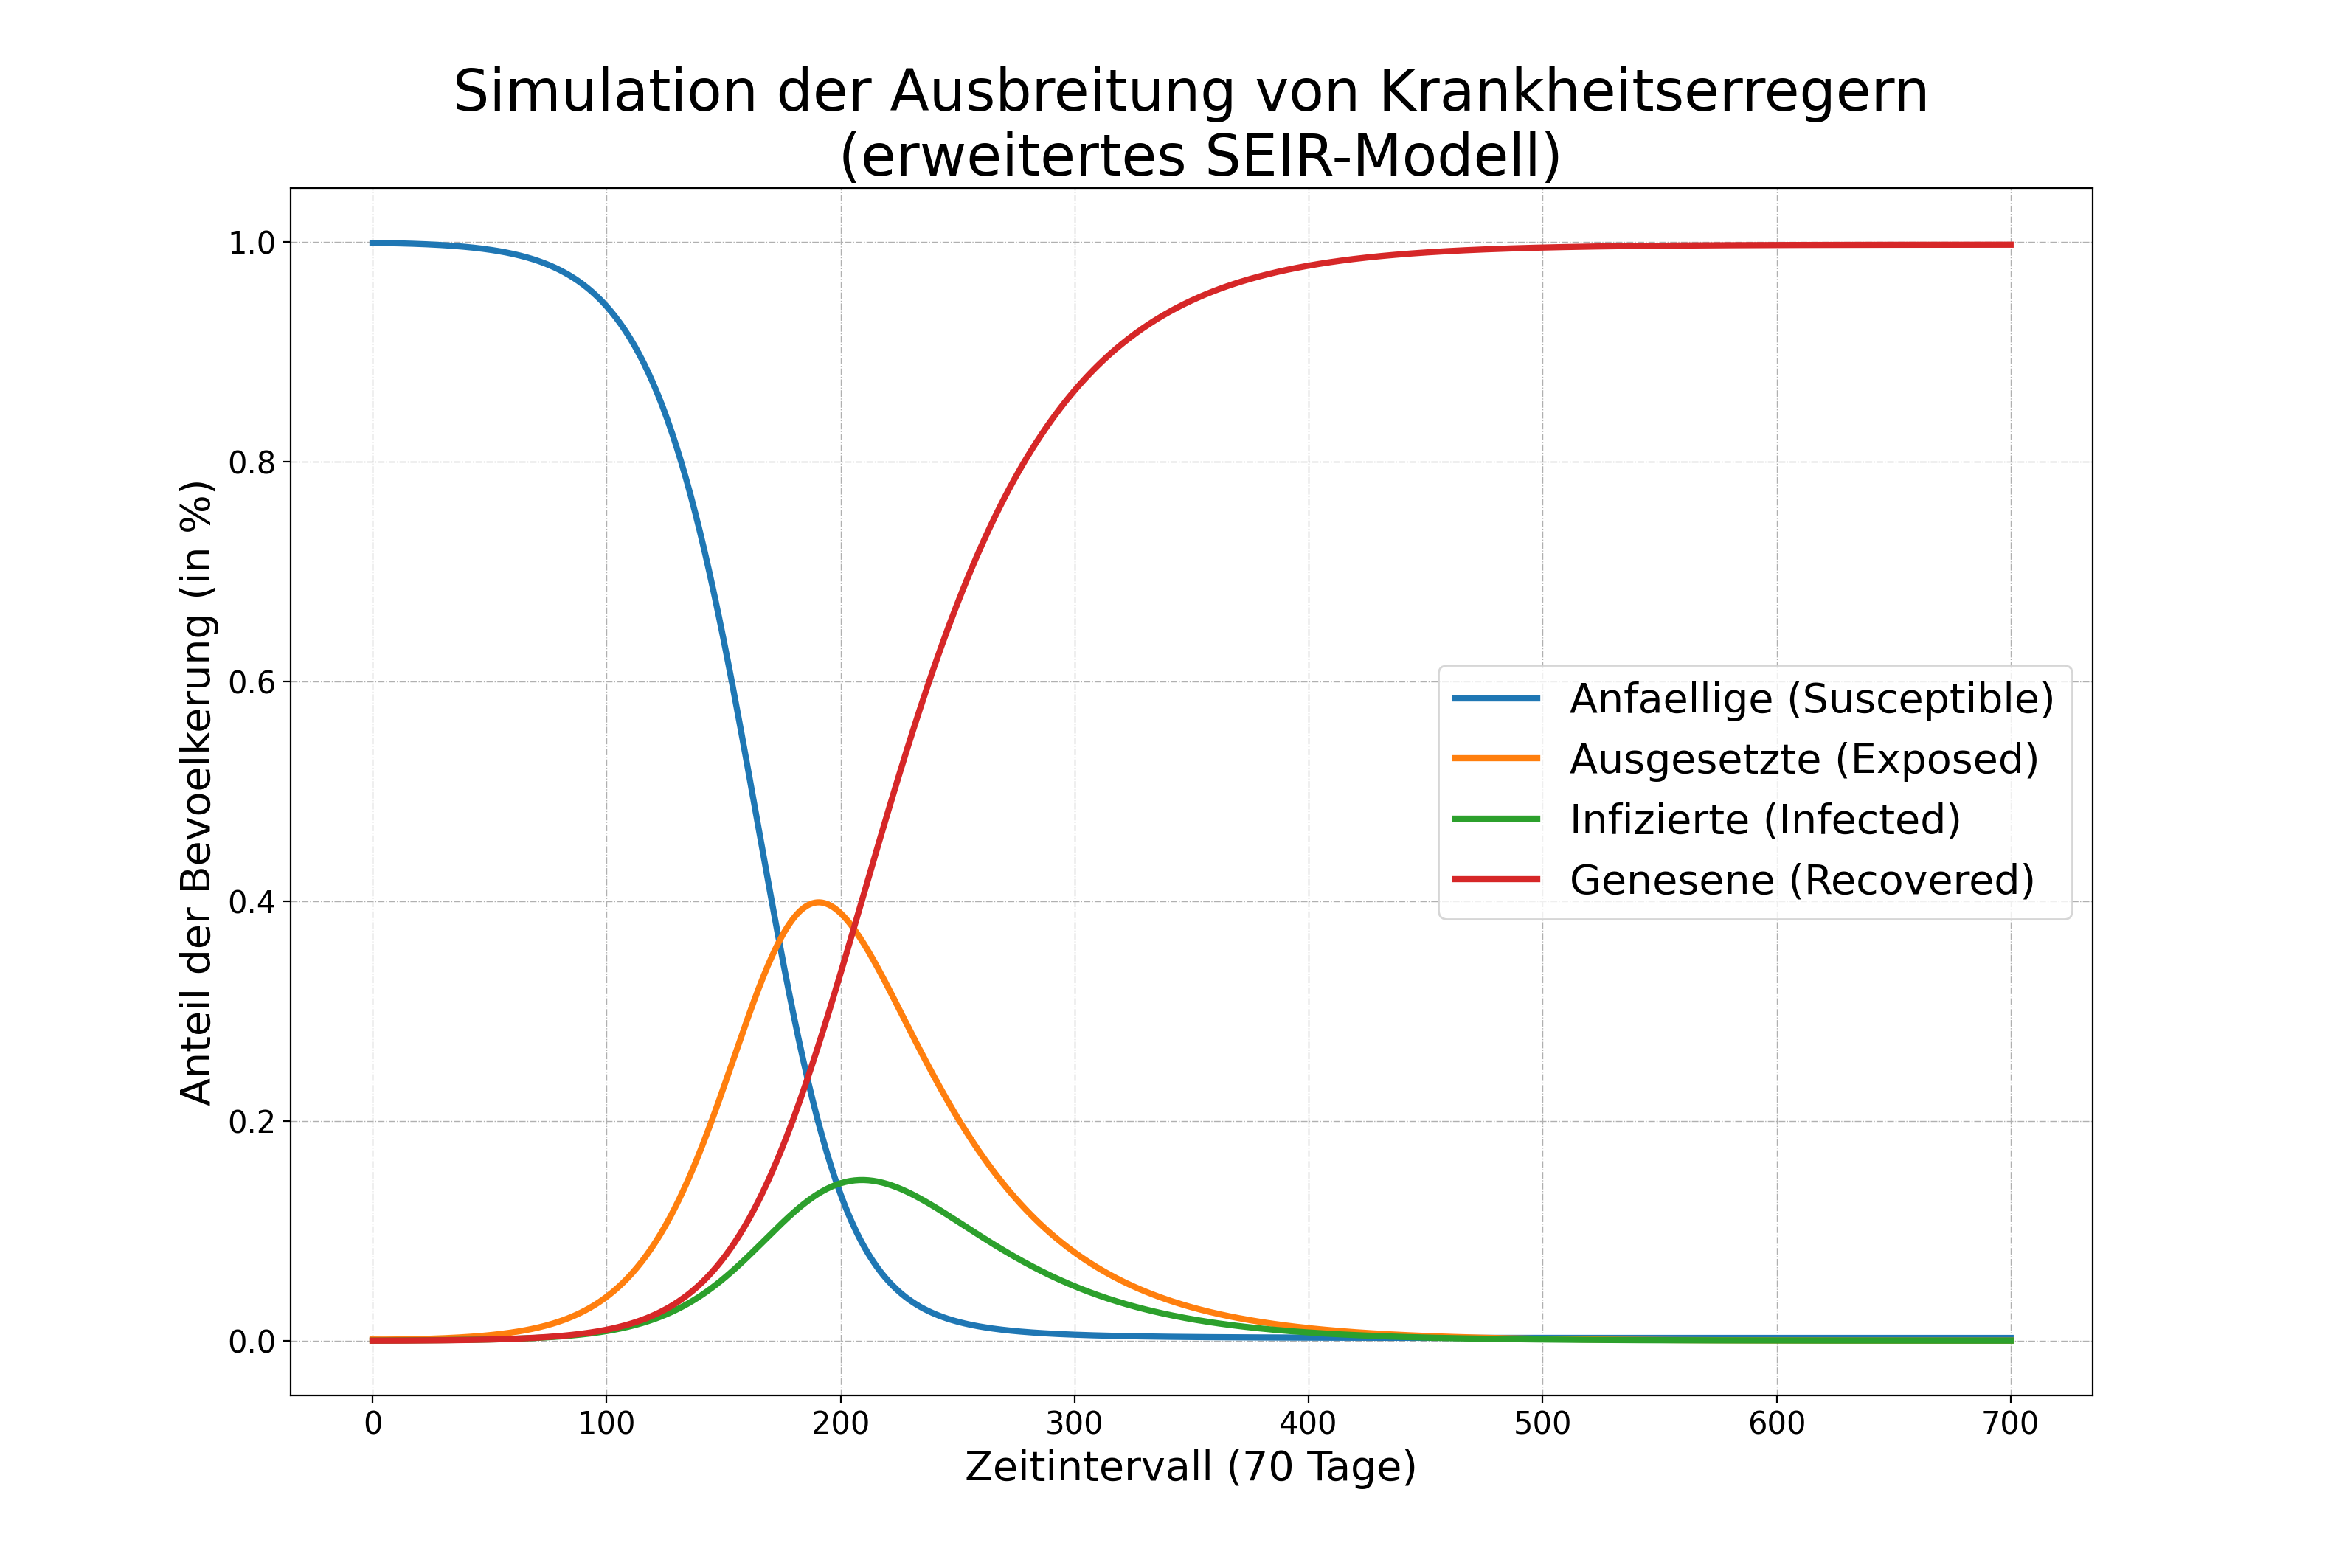 Simulation der Ausbreitung von Krankheitserregern
(erweitertes SEIR-Modell)
Anteil der Bevoelkerung (in %)
1.0
0.8
0.6
0.4
0.2
0.0
Anfaellige (Susceptible)
Ausgesetzte (Exposed)
Infizierte (Infected)
Genesene (Recovered)
0 100 200 300 400 500 600 700
Zeitintervall (70 Tage)